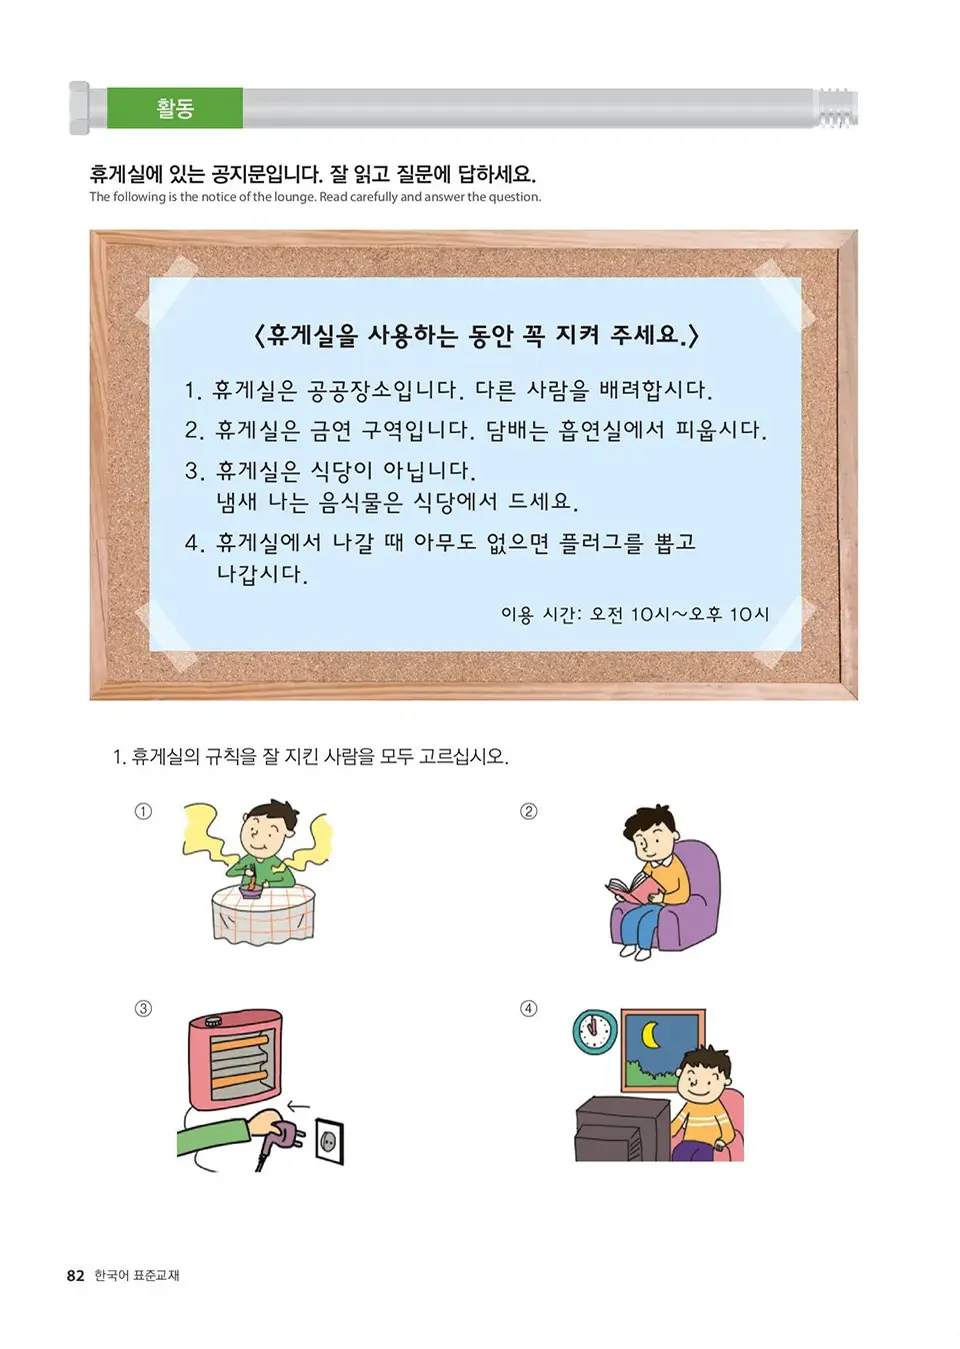 활동
휴게실에 있는 공지문입니다. 잘 읽고 질문에 답하세요.
The following is the notice of the lounge. Read carefully and answer the question.
〈휴게실을 사용하는 동안 꼭 지켜 주세요.〉
1. 휴게실은 공공장소입니다. 다른 사람을 배려합시다.
2. 휴게실은 금연 구역입니다. 담배는 흡연실에서 피웁시다.
3. 휴게실은 식당이 아닙니다.
냄새 나는 음식물은 식당에서 드세요.
4. 휴게실에서 나갈 때 아무도 없으면 플러그를 뽑고
나갑시다.
이용 시간: 오전 10시~오후 10시
1. 휴게실의 규칙을 잘 지킨 사람을 모두 고르십시오.
①
②
③
④
82 한국어 표준교재